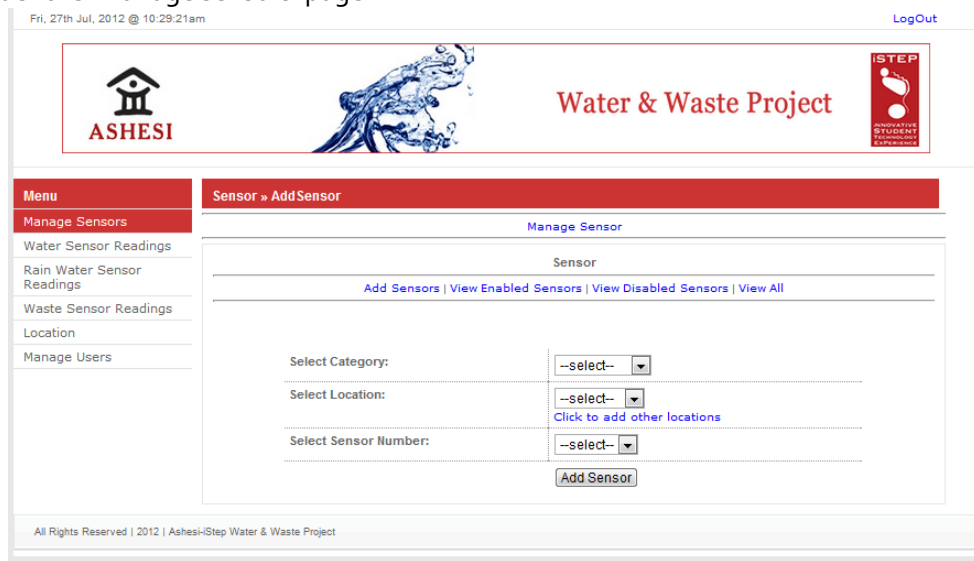 Fri, 27th Jul, 2012 @ 10:29:21am
LogOut
ASHESI
Water & Waste Project
iSTEP
INNOVATIVE
STUDENT
TECHNOLOGY
EXPERIENCE
Menu
Sensor » AddSensor
Manage Sensors
Manage Sensor
Water Sensor Readings
Sensor
Rain Water Sensor
Readings
Add Sensors | View Enabled Sensors | View Disabled Sensors | View All
Waste Sensor Readings
Location
Manage Users
Select Category:
--select--
Select Location:
--select--
Click to add other locations
Select Sensor Number:
--select--
Add Sensor
All Rights Reserved | 2012 | Ashesi-iStep Water & Waste Project